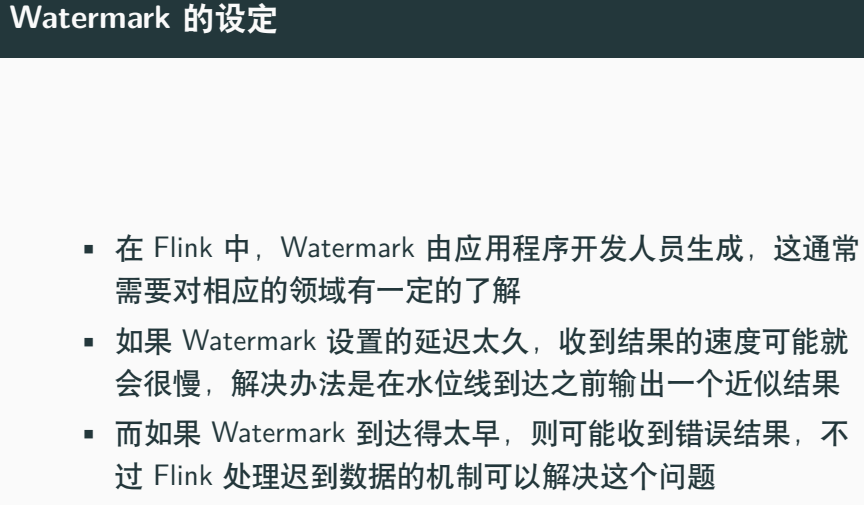 Watermark 的设定
▪ 在 Flink 中，Watermark 由应用程序开发人员生成，这通常
需要对相应的领域有一定的了解
▪ 如果 Watermark 设置的延迟太久，收到结果的速度可能就
会很慢，解决办法是在水位线到达之前输出一个近似结果
▪ 而如果 Watermark 到达得太早，则可能收到错误结果，不
过 Flink 处理迟到数据的机制可以解决这个问题